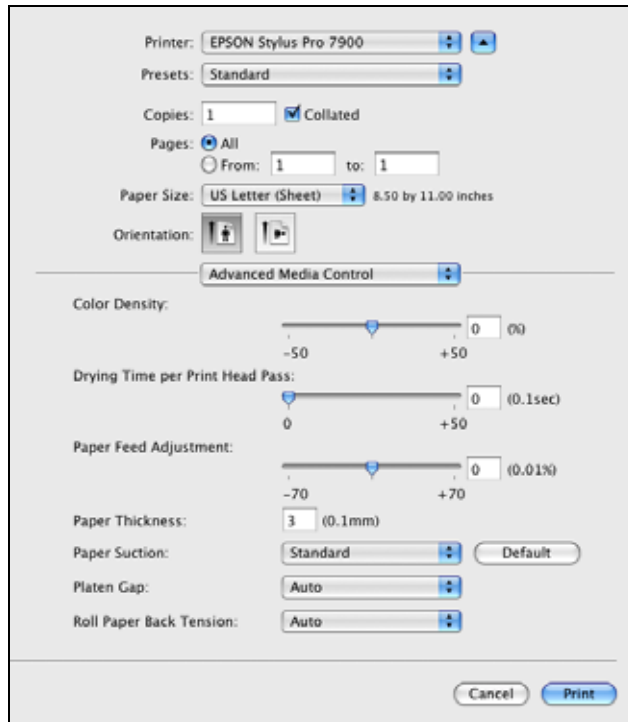 Printer: EPSON Stylus Pro 7900
Presets: Standard
Copies: 1 Collated
Pages: All
From: 1 to: 1
Paper Size: US Letter (Sheet) 8.50 by 11.00 inches
Orientation:
Advanced Media Control
Color Density:
0 (%)
-50 +50
Drying Time per Print Head Pass:
0 (0.1sec)
0 +50
Paper Feed Adjustment:
0 (0.01%)
-70 +70
Paper Thickness: 3 (0.1mm)
Paper Suction: Standard Default
Platen Gap: Auto
Roll Paper Back Tension: Auto
Cancel Print